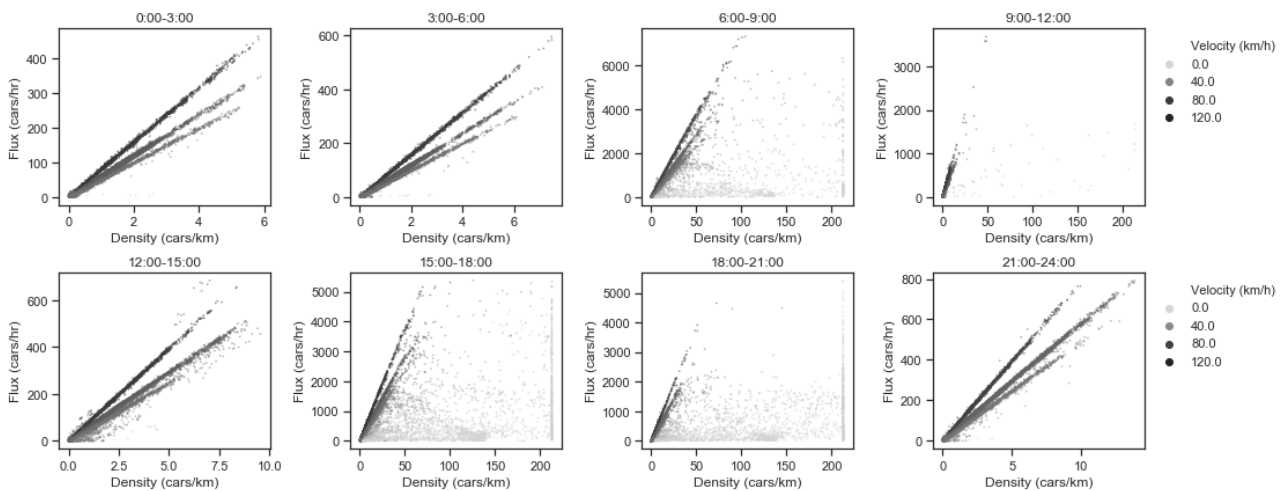 0:00-3:00 3:00-6:00 6:00-9:00 9:00-12:00
Flux (cars/hr) 400 300 200 100 0
0 2 4 6
Density (cars/km)
Flux (cars/hr) 600 400 200 0
0 2 4 6
Density (cars/km)
Flux (cars/hr) 6000 4000 2000 0
0 50 100 150 200
Density (cars/km)
Flux (cars/hr) 3000 2000 1000 0
0 50 100 150 200
Density (cars/km)
Velocity (km/h)
0.0
40.0
80.0
120.0
12:00-15:00 15:00-18:00 18:00-21:00 21:00-24:00
Flux (cars/hr) 600 400 200 0
0.0 2.5 5.0 7.5 10.0
Density (cars/km)
Flux (cars/hr) 5000 4000 3000 2000 1000 0
0 50 100 150 200
Density (cars/km)
Flux (cars/hr) 5000 4000 3000 2000 1000 0
0 50 100 150 200
Density (cars/km)
Flux (cars/hr) 800 600 400 200 0
0 5 10
Density (cars/km)
Velocity (km/h)
0.0
40.0
80.0
120.0